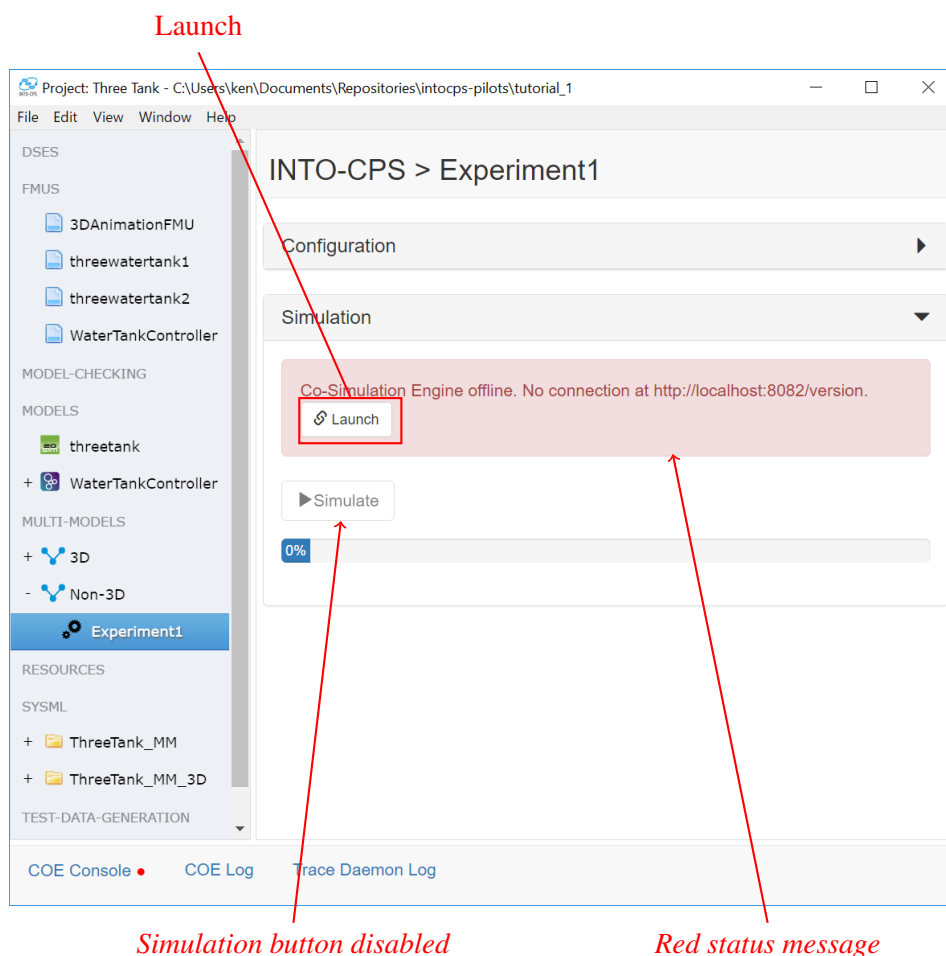 Launch
Project: Three Tank - C:\Users\ken\Documents\Repositories\intocps-pilots\tutorial_1
File Edit View Window Help
DSES
FMUS
3DAnimationFMU
threewatertank1
threewatertank2
WaterTankController
MODEL-CHECKING
MODELS
threetank
+ WaterTankController
MULTI-MODELS
+ 3D
- Non-3D
Experiment1
RESOURCES
SYSML
+ ThreeTank_MM
+ ThreeTank_MM_3D
TEST-DATA-GENERATION
INTO-CPS > Experiment1
Configuration
Simulation
Co-Simulation Engine offline. No connection at http://localhost:8082/version.
Launch
Simulate
0%
COE Console COE Log Trace Daemon Log
Simulation button disabled Red status message